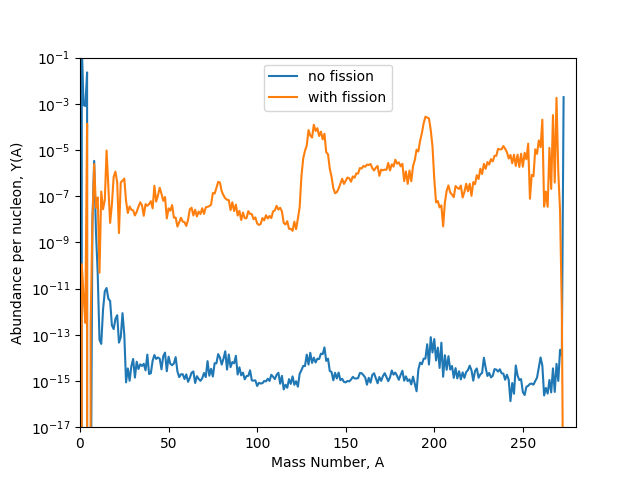 no fission
with fission
Abundance per nucleon, Y(A)
10⁻¹
10⁻³
10⁻⁵
10⁻⁷
10⁻⁹
10⁻¹¹
10⁻¹³
10⁻¹⁵
10⁻¹⁷
0 50 100 150 200 250
Mass Number, A